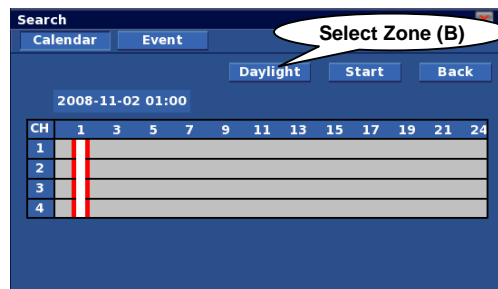 Search
Select Zone (B)
Calendar Event
Daylight Start Back
2008-11-02 01:00
CH 1 3 5 7 9 11 13 15 17 19 21 24
1
2
3
4